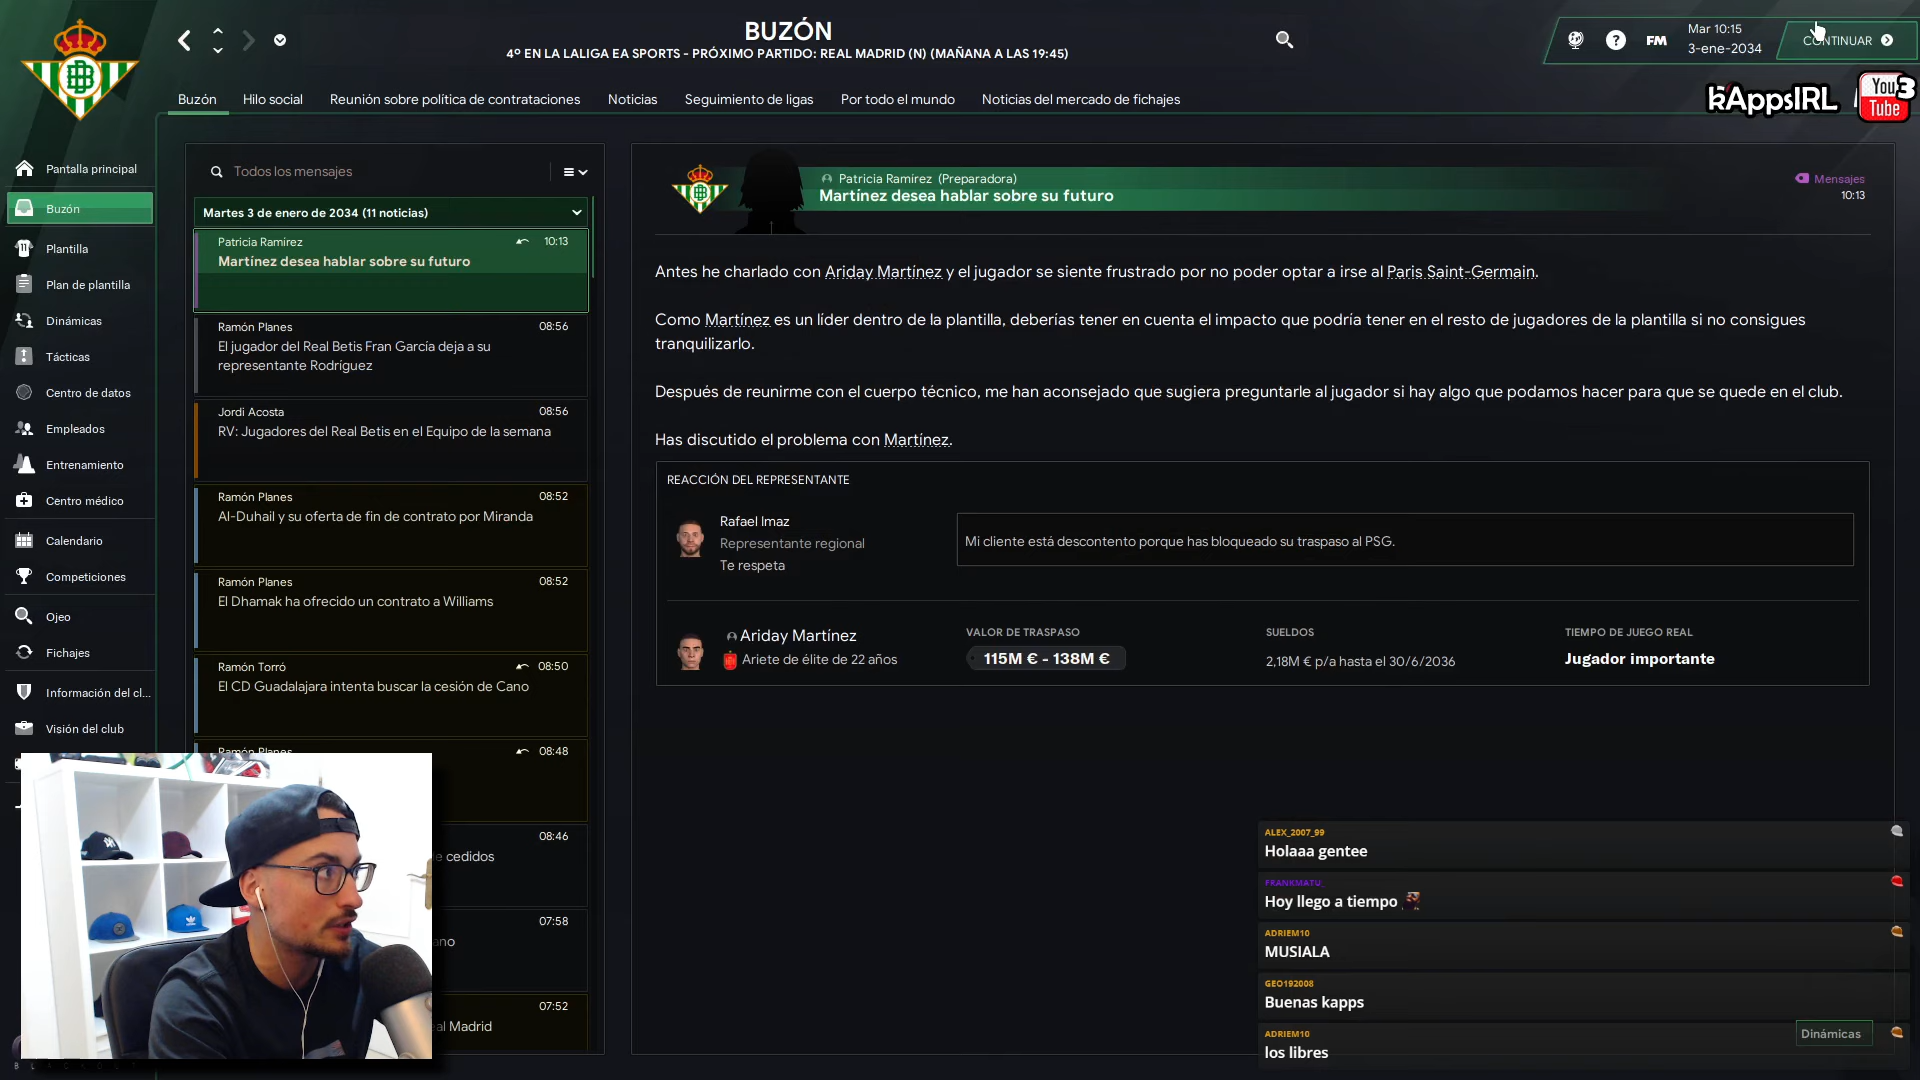 BUZÓN
4º EN LA LALIGA EA SPORTS - PRÓXIMO PARTIDO: REAL MADRID (N) (MAÑANA A LAS 19:45)
FM
Mar 10:15
3-ene-2034
CONTINUAR
Buzón
Hilo social
Reunión sobre política de contrataciones
Noticias
Seguimiento de ligas
Por todo el mundo
Noticias del mercado de fichajes
kAppsIRL
You Tube
3
Pantalla principal
Buzón
Plantilla
Plan de plantilla
Dinámicas
Tácticas
Centro de datos
Empleados
Entrenamiento
Centro médico
Calendario
Competiciones
Ojeo
Fichajes
Información del cl...
Visión del club
Todos los mensajes
Martes 3 de enero de 2034 (11 noticias)
Patricia Ramírez
10:13
Martínez desea hablar sobre su futuro
Ramón Planes
08:56
El jugador del Real Betis Fran García deja a su
representante Rodríguez
Jordi Acosta
08:56
RV: Jugadores del Real Betis en el Equipo de la semana
Ramón Planes
08:52
Al-Duhail y su oferta de fin de contrato por Miranda
Ramón Planes
08:52
El Dhamak ha ofrecido un contrato a Williams
Ramón Torró
08:50
El CD Guadalajara intenta buscar la cesión de Cano
Ramón Planes
08:48
08:46
cedidos
07:58
ano
07:52
al Madrid
Patricia Ramírez (Preparadora)
Martínez desea hablar sobre su futuro
Mensajes
10:13
Antes he charlado con Ariday Martínez y el jugador se siente frustrado por no poder optar a irse al Paris Saint-Germain.
Como Martínez es un líder dentro de la plantilla, deberías tener en cuenta el impacto que podría tener en el resto de jugadores de la plantilla si no consigues
tranquilizarlo.
Después de reunirme con el cuerpo técnico, me han aconsejado que sugiera preguntarle al jugador si hay algo que podamos hacer para que se quede en el club.
Has discutido el problema con Martínez.
REACCIÓN DEL REPRESENTANTE
Rafael Imaz
Representante regional
Te respeta
Mi cliente está descontento porque has bloqueado su traspaso al PSG.
Ariday Martínez
Ariete de élite de 22 años
VALOR DE TRASPASO
115M € - 138M €
SUELDOS
2,18M € p/a hasta el 30/6/2036
TIEMPO DE JUEGO REAL
Jugador importante
ALEX_2007_99
Holaaa gentee
FRANKMATU_
Hoy llego a tiempo
ADRIEM10
MUSIALA
GEO192008
Buenas kapps
ADRIEM10
los libres
Dinámicas